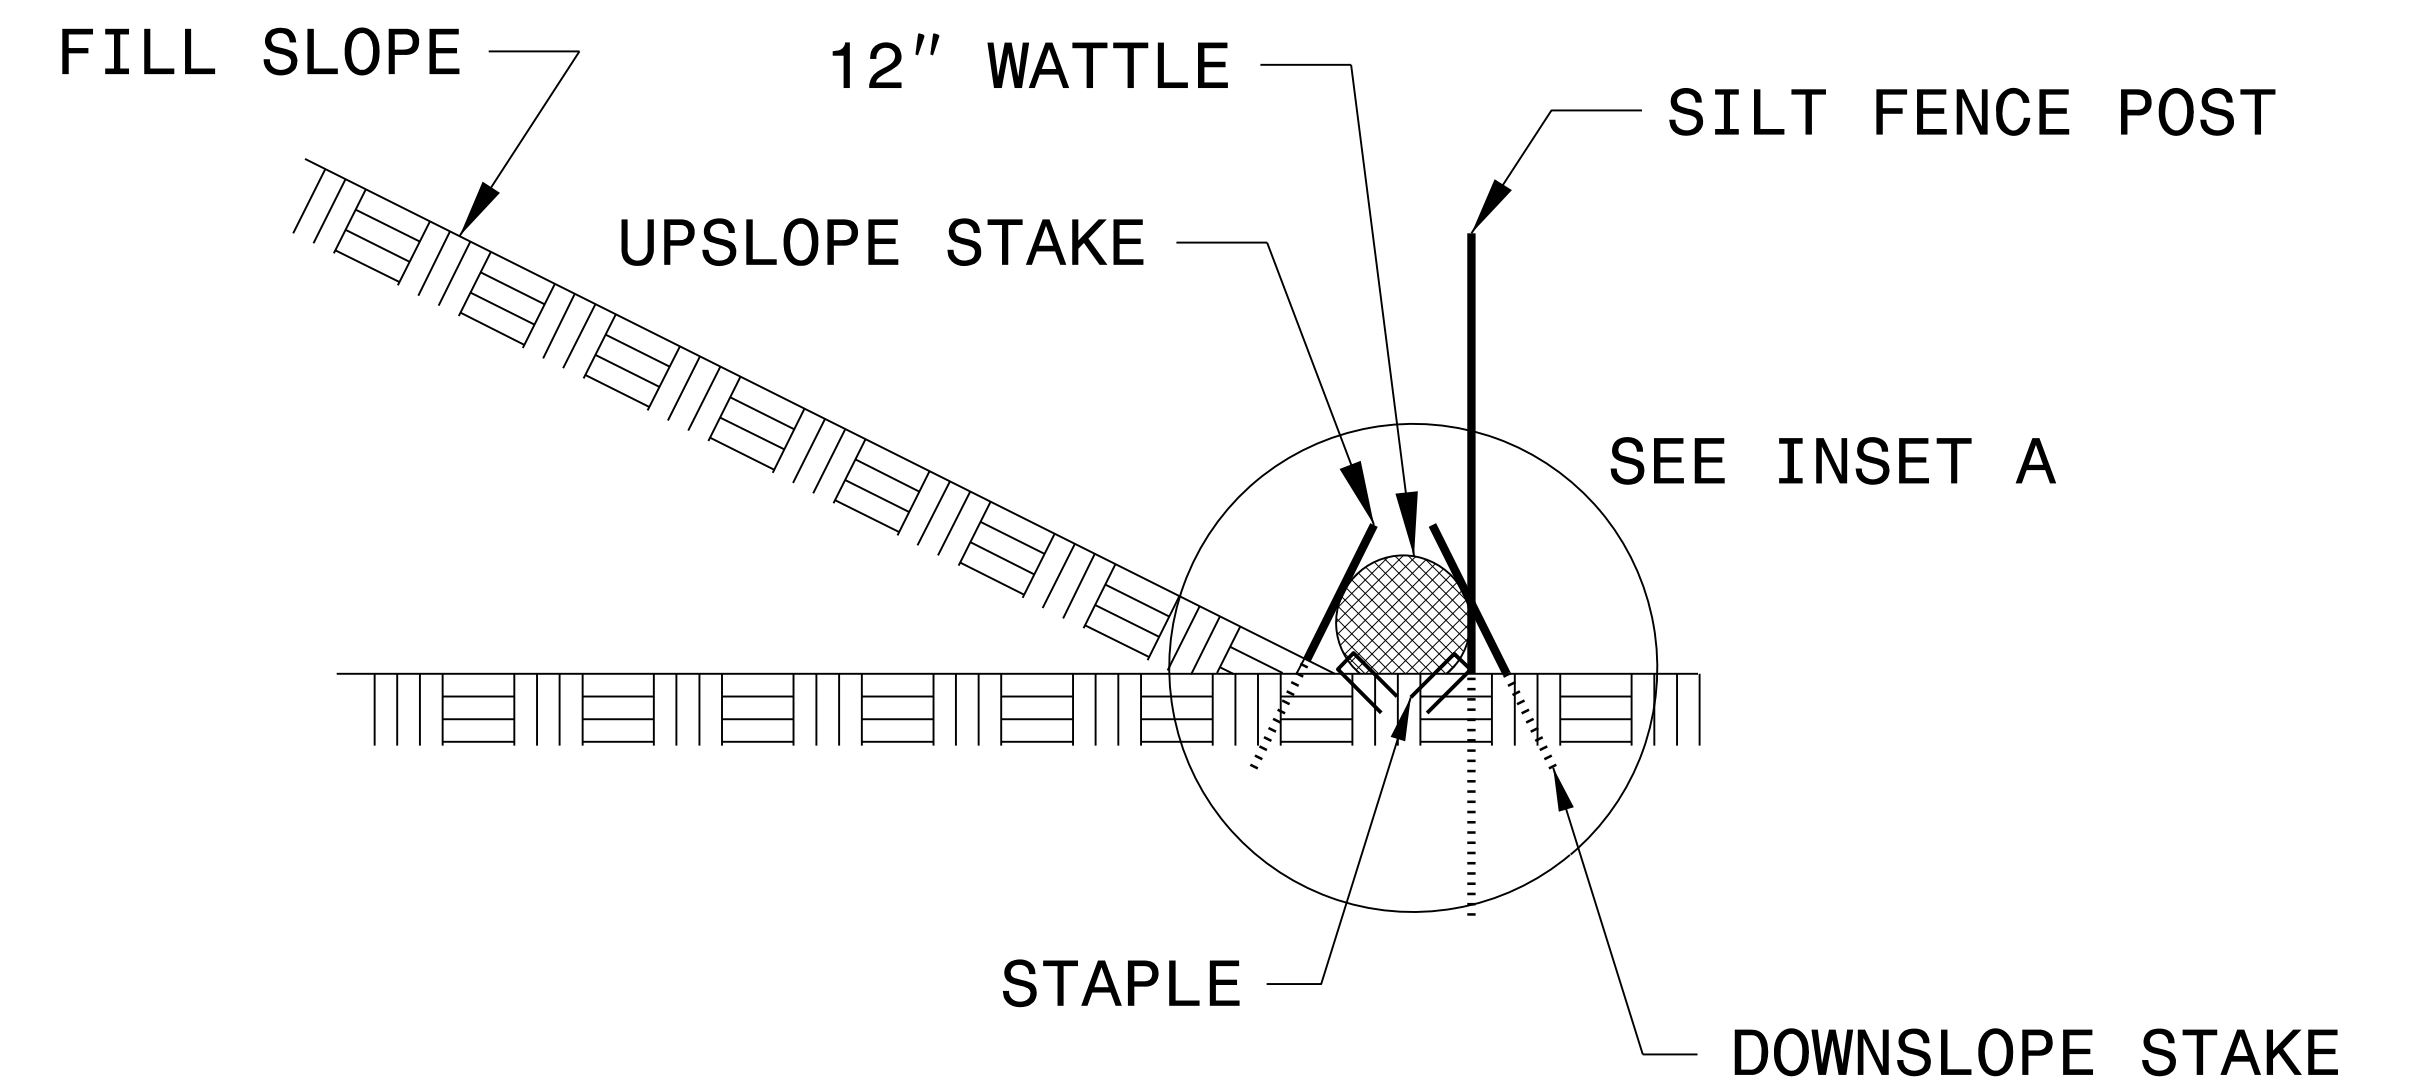 FILL SLOPE
12" WATTLE
SILT FENCE POST
UPSLOPE STAKE
SEE INSET A
STAPLE
DOWNSLOPE STAKE